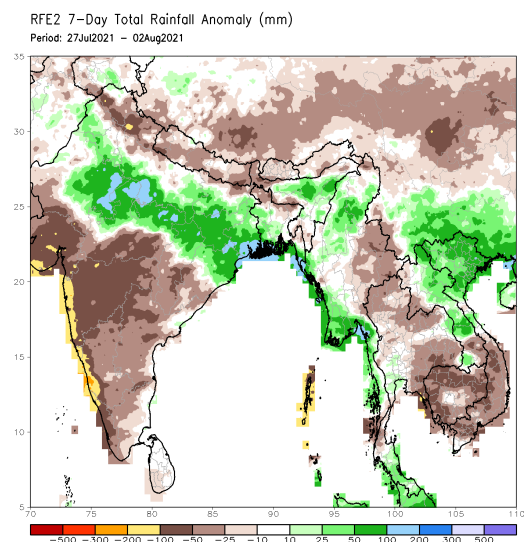 RFE2 7-Day Total Rainfall Anomaly (mm)
Period: 27Jul2021 - 02Aug2021
35
30
25
20
15
10
5
70 75 80 85 90 95 100 105 110
-500 -300 -200 -100 -50 -25 -10 10 25 50 100 200 300 500